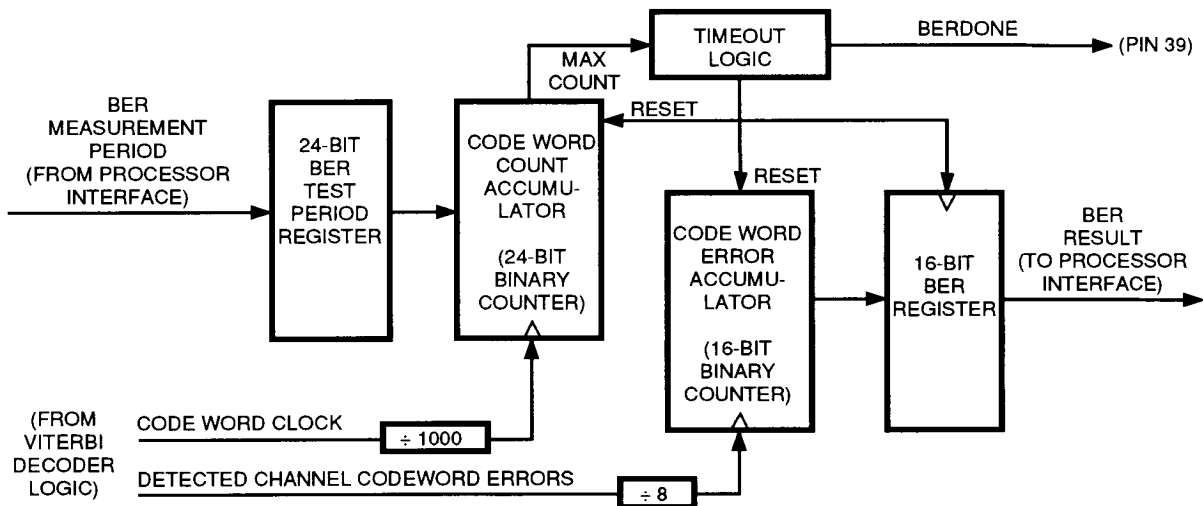 TIMEOUT
LOGIC
BERDONE
(PIN 39)
MAX
COUNT
BER
MEASUREMENT
PERIOD
(FROM PROCESSOR
INTERFACE)
24-BIT
BER
TEST
PERIOD
REGISTER
CODE WORD
COUNT
ACCUMU-
LATOR
(24-BIT
BINARY
COUNTER)
RESET
RESET
CODE WORD
ERROR
ACCUMU-
LATOR
(16-BIT
BINARY
COUNTER)
16-BIT
BER
REGISTER
BER
RESULT
(TO PROCESSOR
INTERFACE)
(FROM
VITERBI
DECODER
LOGIC)
CODE WORD CLOCK
÷ 1000
DETECTED CHANNEL CODEWORD ERRORS
÷ 8